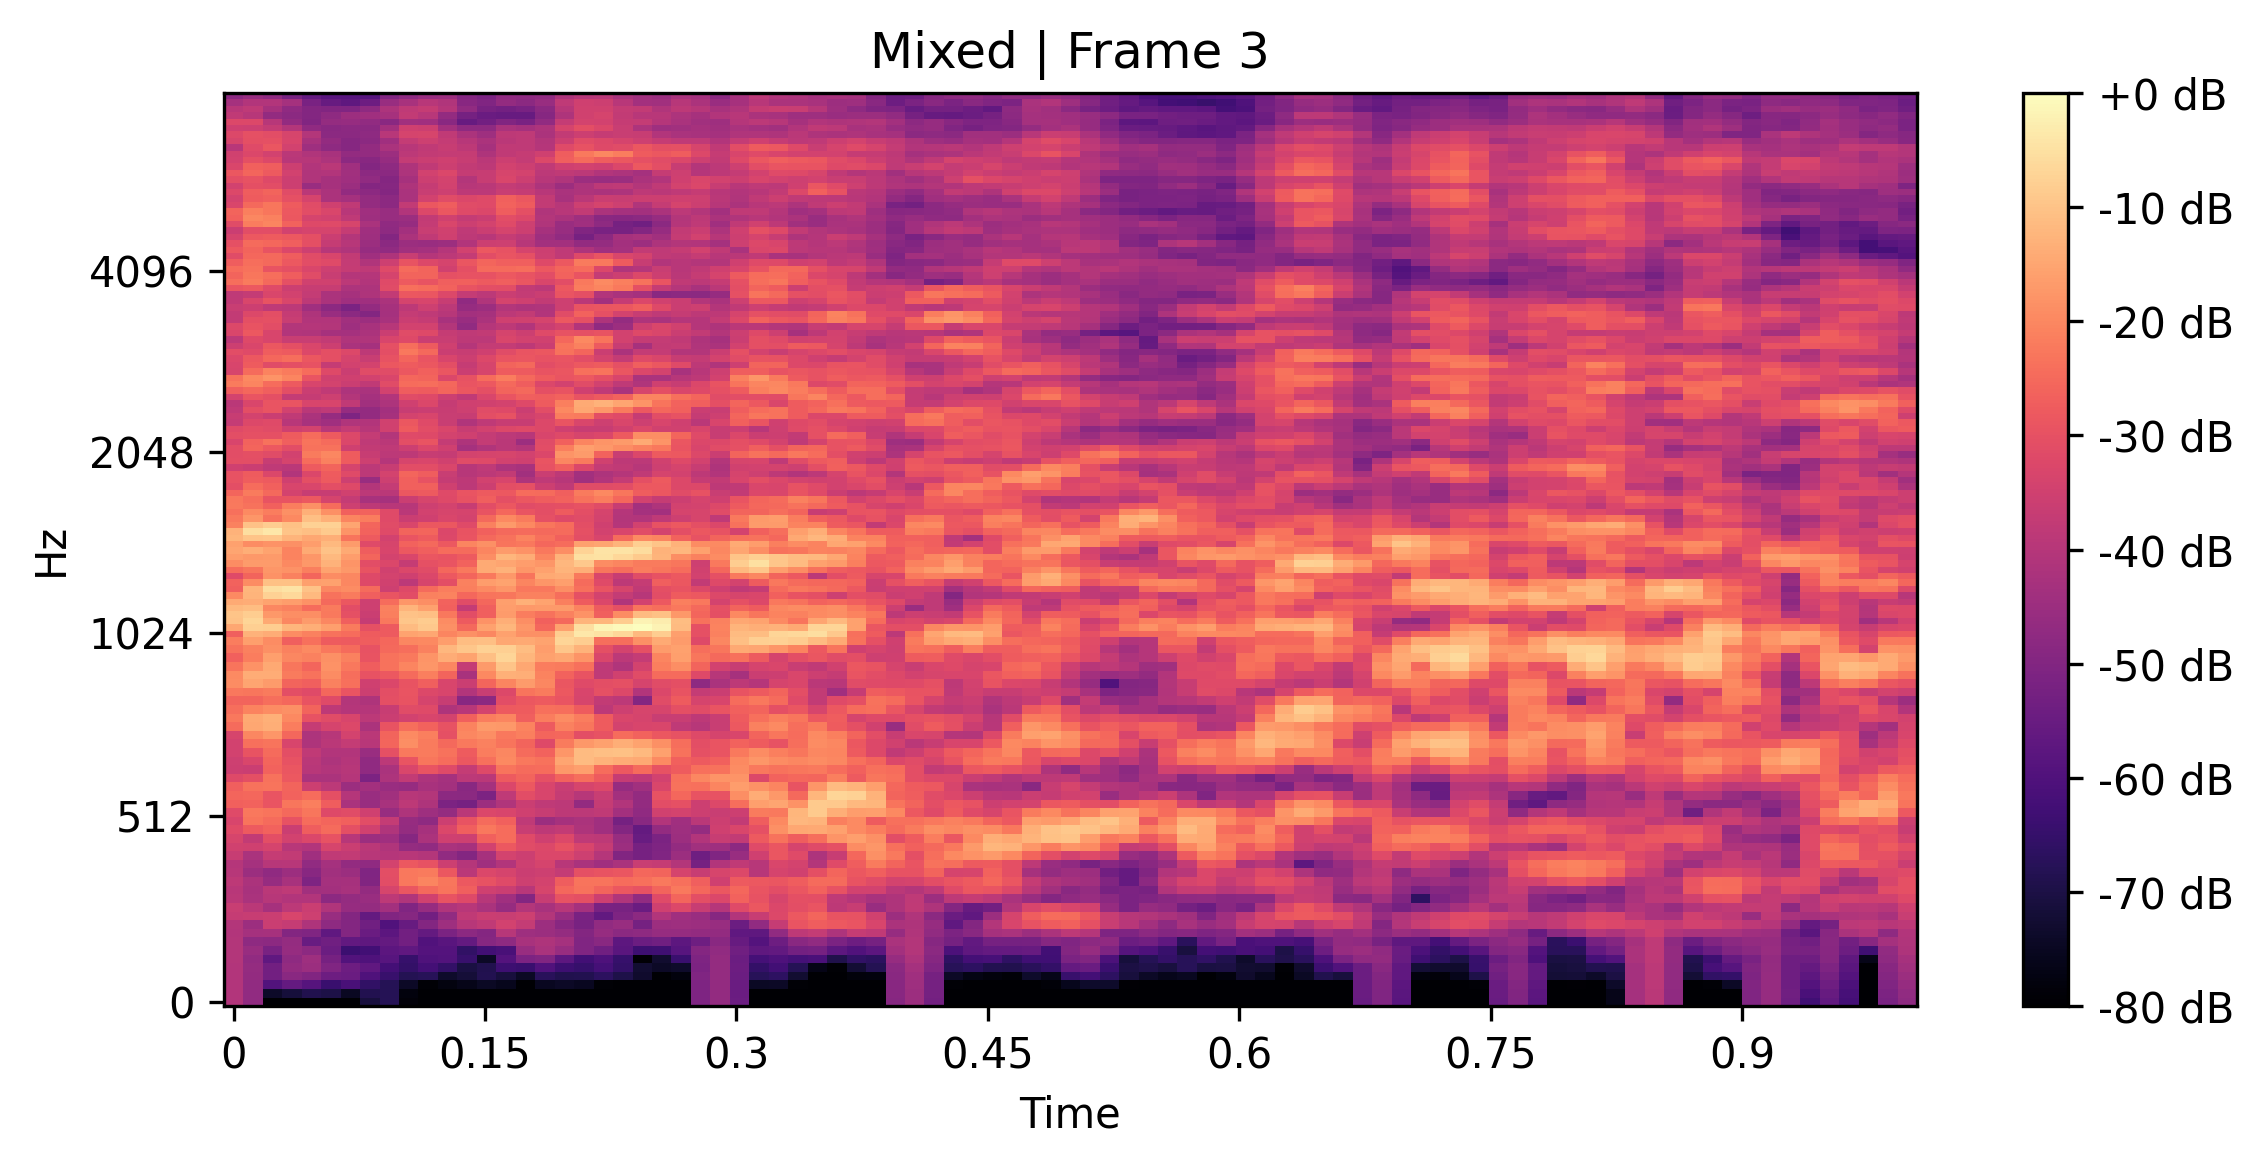 Mixed | Frame 3
+0 dB
-10 dB
-20 dB
-30 dB
-40 dB
-50 dB
-60 dB
-70 dB
-80 dB
4096
2048
1024
512
0
Hz
0 0.15 0.3 0.45 0.6 0.75 0.9
Time